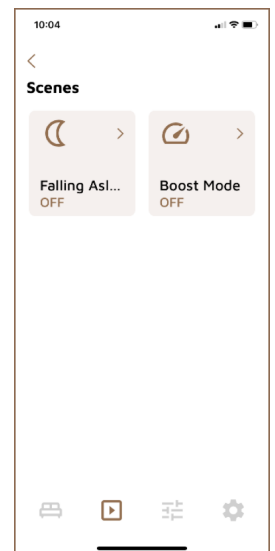 10:04
Scenes
Falling Asl...
OFF
Boost Mode
OFF